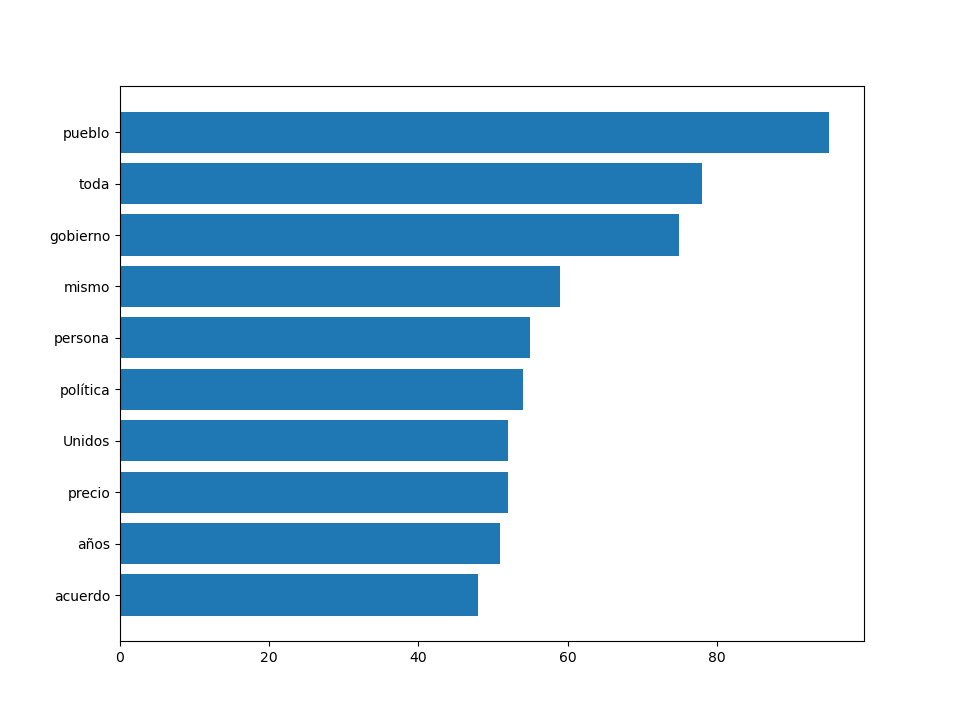 pueblo
toda
gobierno
mismo
persona
política
Unidos
precio
años
acuerdo
0 20 40 60 80